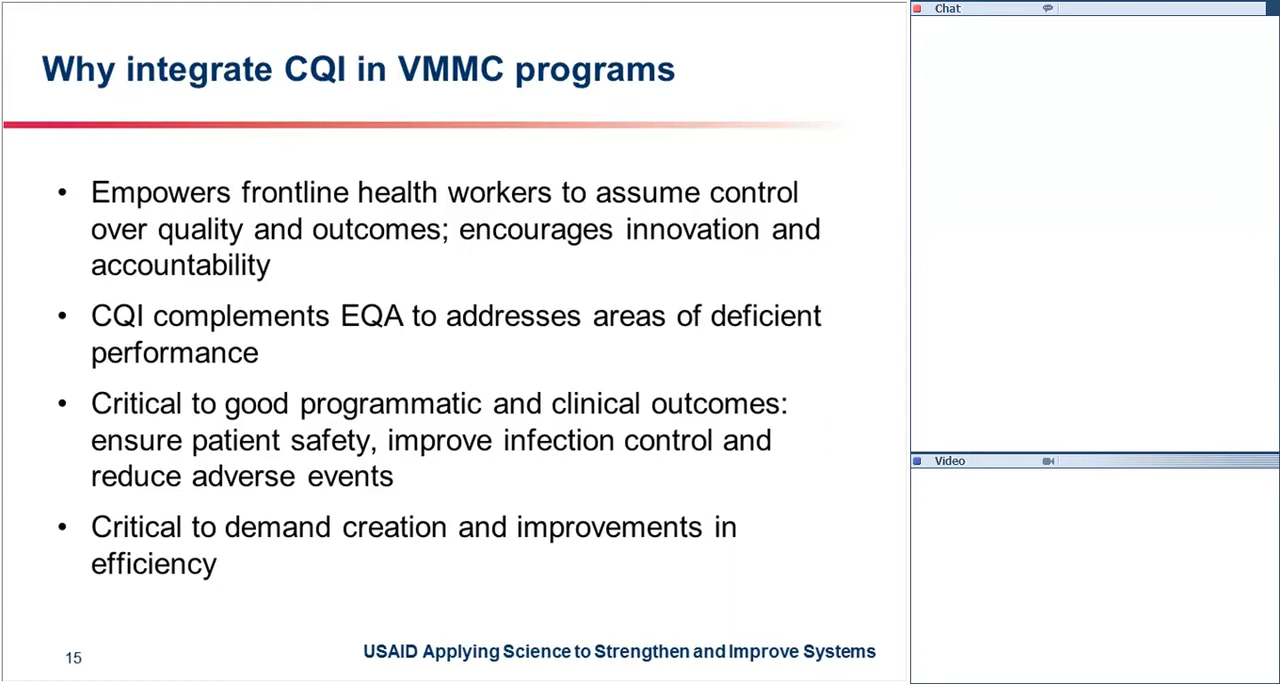 Why integrate CQI in VMMC programs
• Empowers frontline health workers to assume control
over quality and outcomes; encourages innovation and
accountability
• CQI complements EQA to addresses areas of deficient
performance
• Critical to good programmatic and clinical outcomes:
ensure patient safety, improve infection control and
reduce adverse events
• Critical to demand creation and improvements in
efficiency
15
USAID Applying Science to Strengthen and Improve Systems
Chat
Video